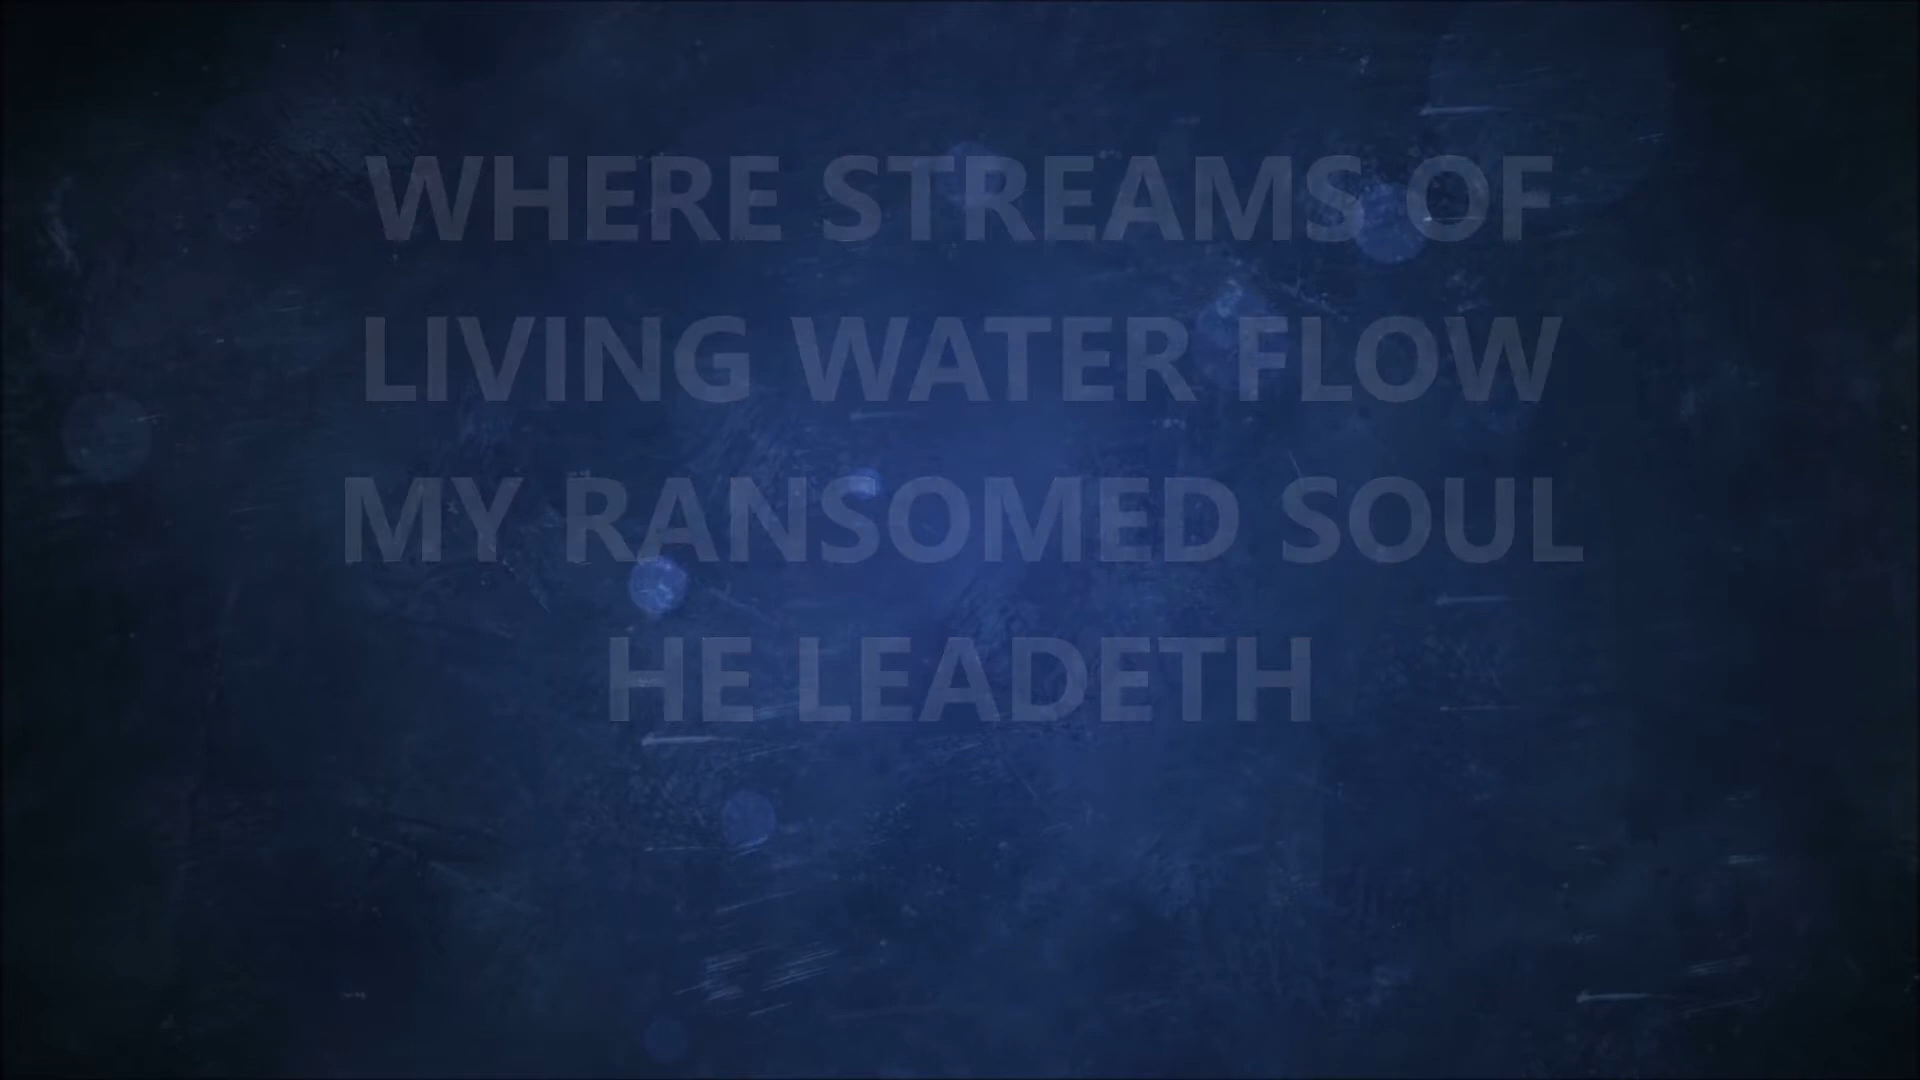 WHERE STREAMS OF
LIVING WATER FLOW
MY RANSOMED SOUL
HE LEADETH